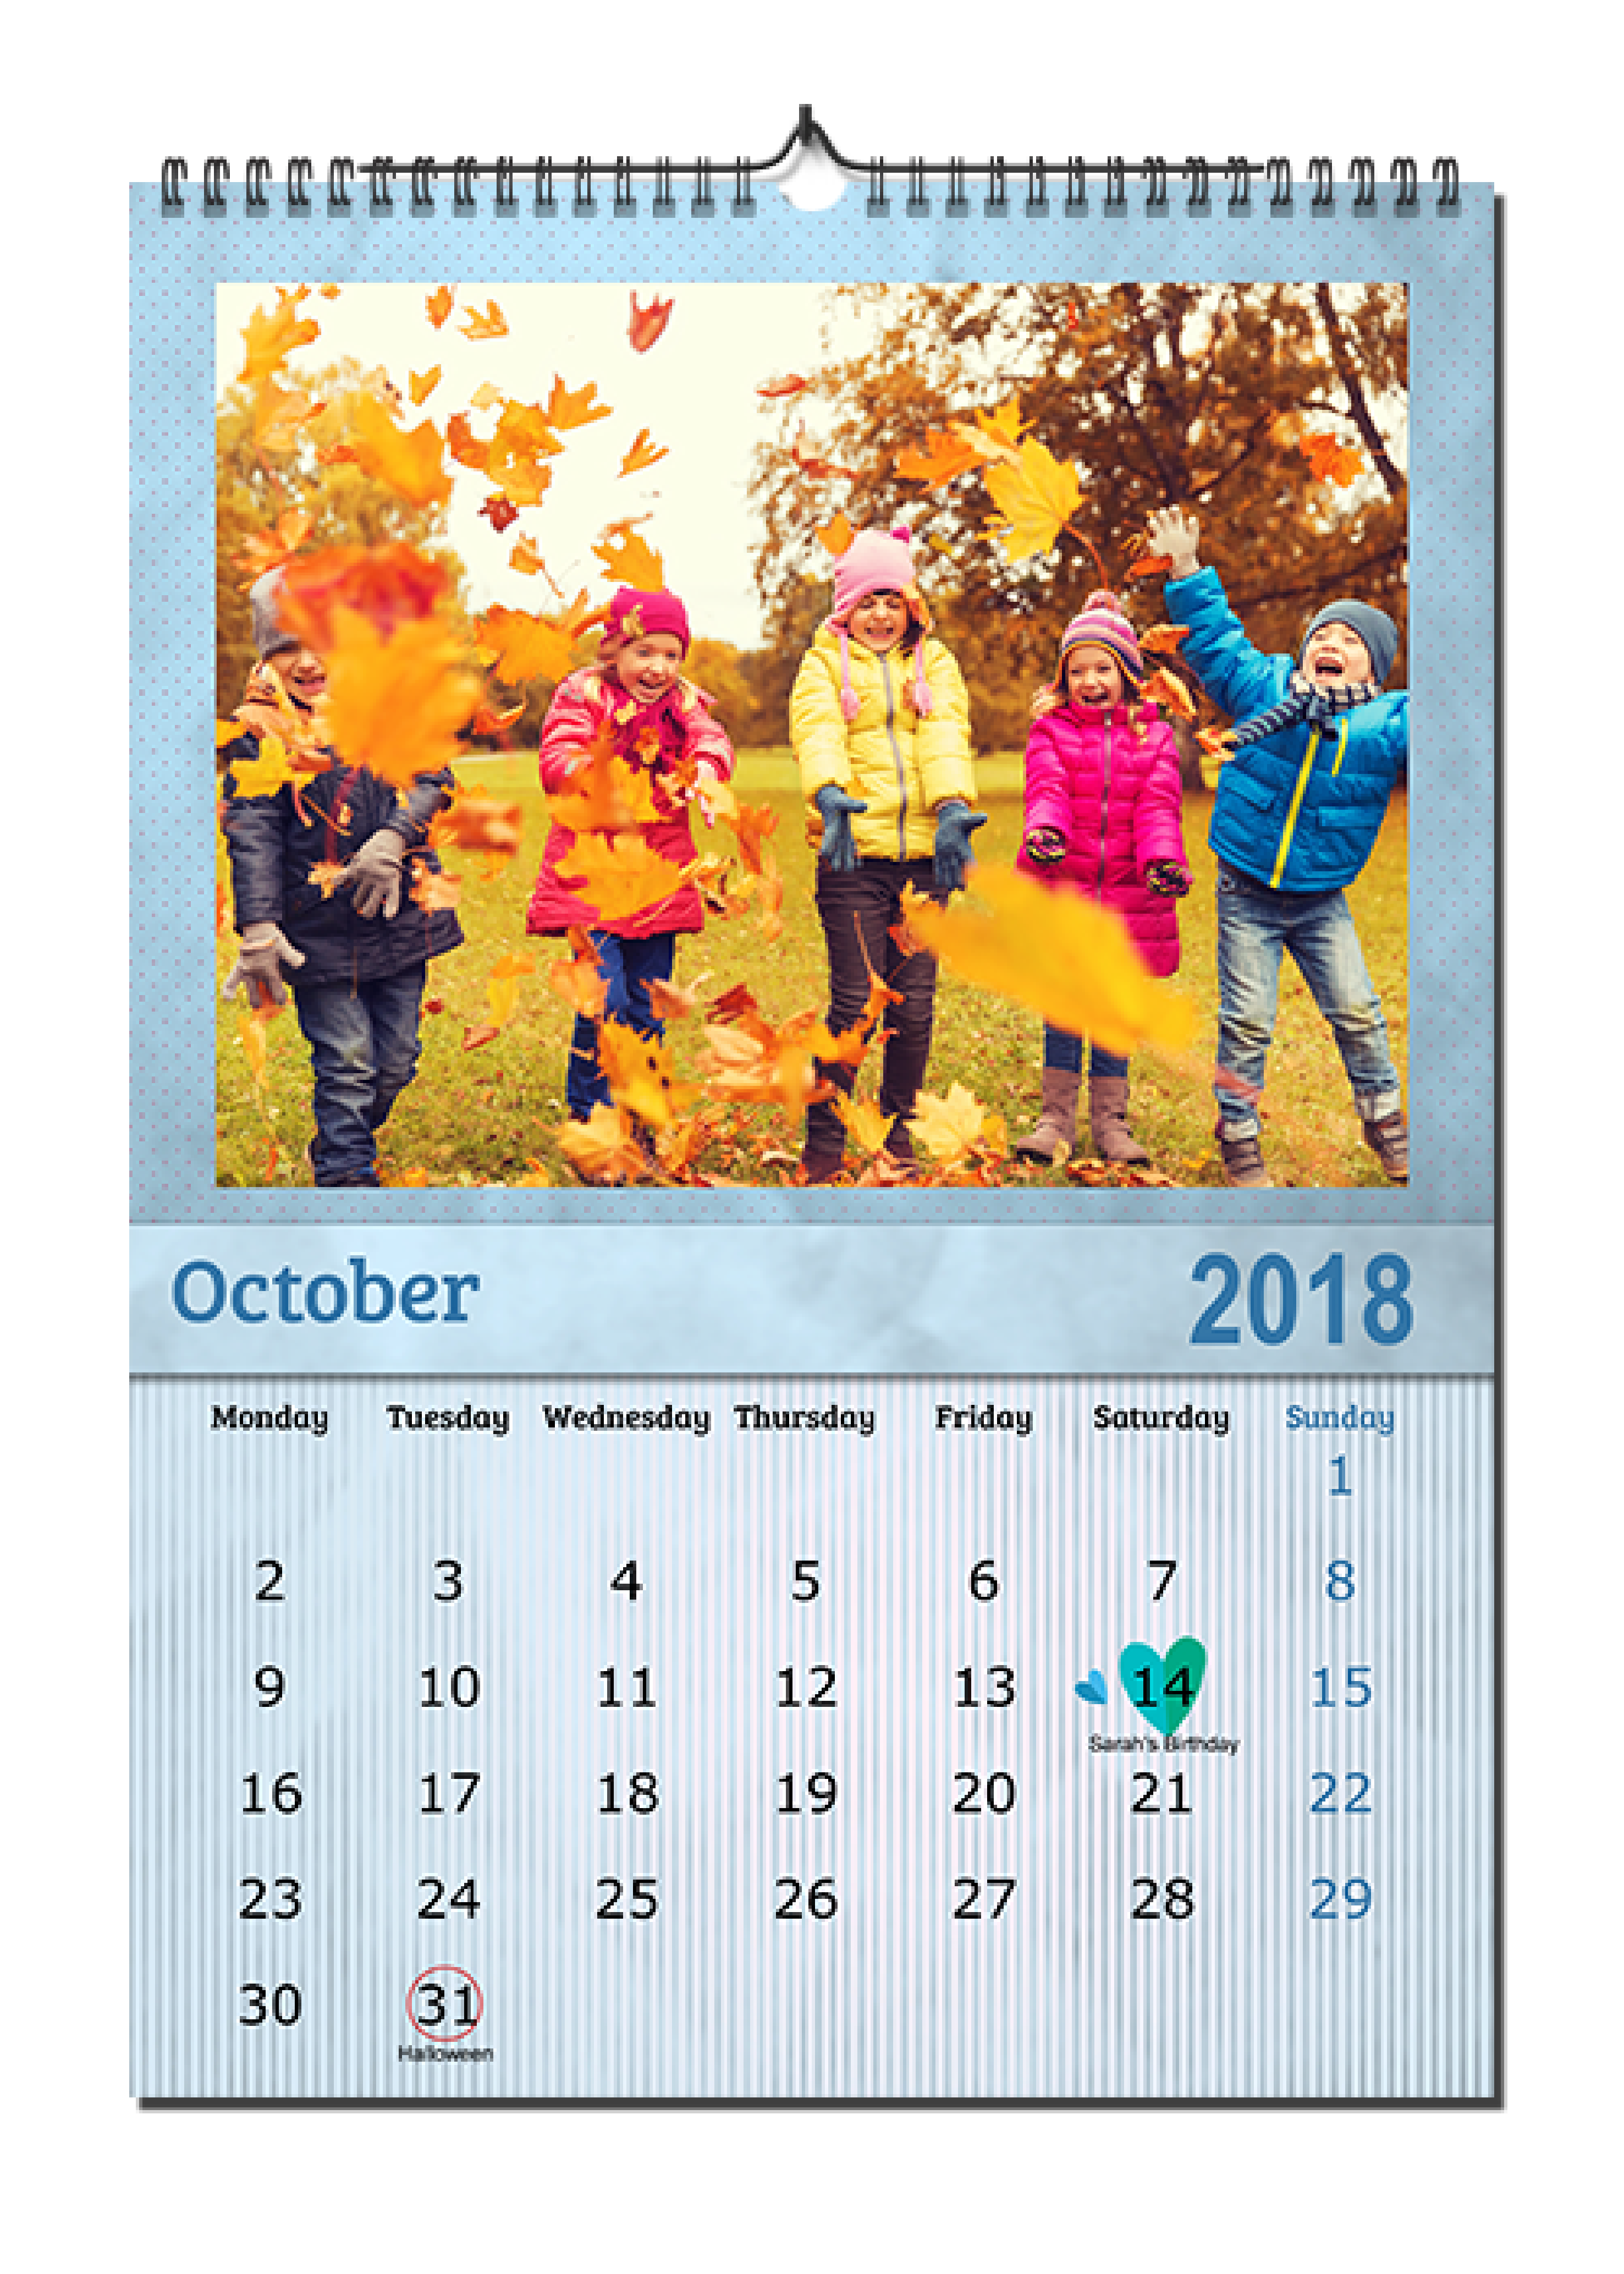 October 2018
Monday Tuesday Wednesday Thursday Friday Saturday Sunday
1
2 3 4 5 6 7 8
9 10 11 12 13 14 15
Sarah's Birthday
16 17 18 19 20 21 22
23 24 25 26 27 28 29
30 31
Halloween